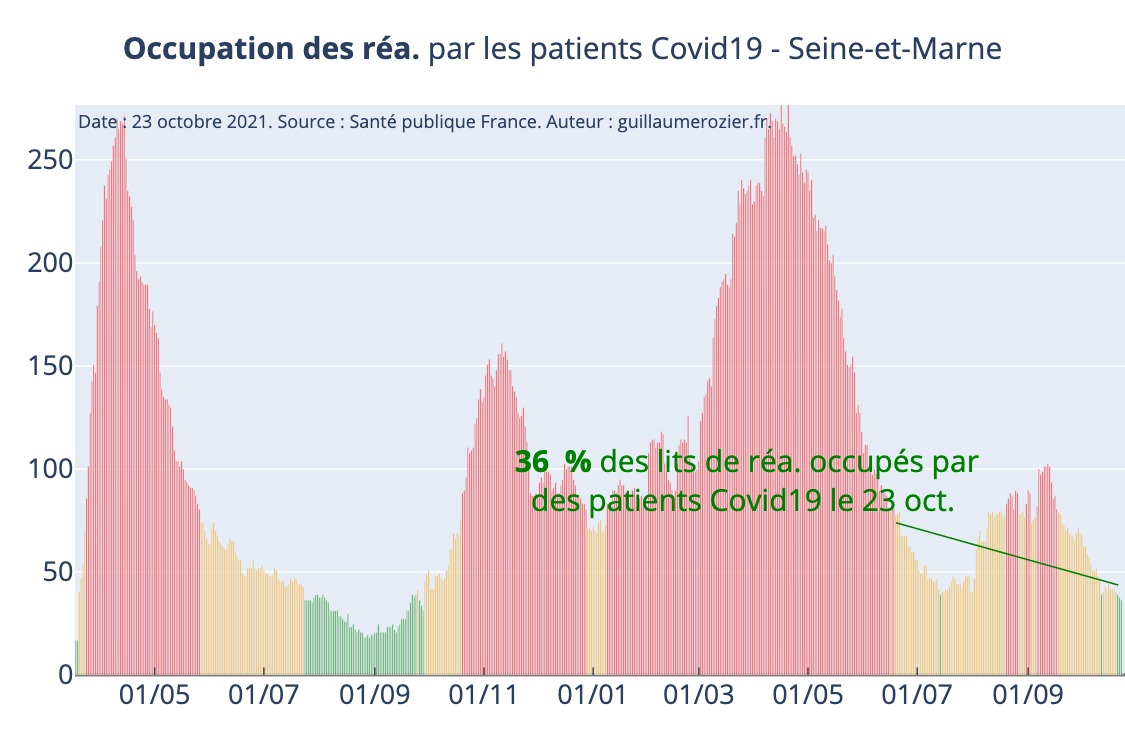 Occupation des réa. par les patients Covid19 - Seine-et-Marne
Date : 23 octobre 2021. Source : Santé publique France. Auteur : guillaumerozier.fr.
250
200
150
100
50
0
36 % des lits de réa. occupés par
des patients Covid19 le 23 oct.
01/05 01/07 01/09 01/11 01/01 01/03 01/05 01/07 01/09